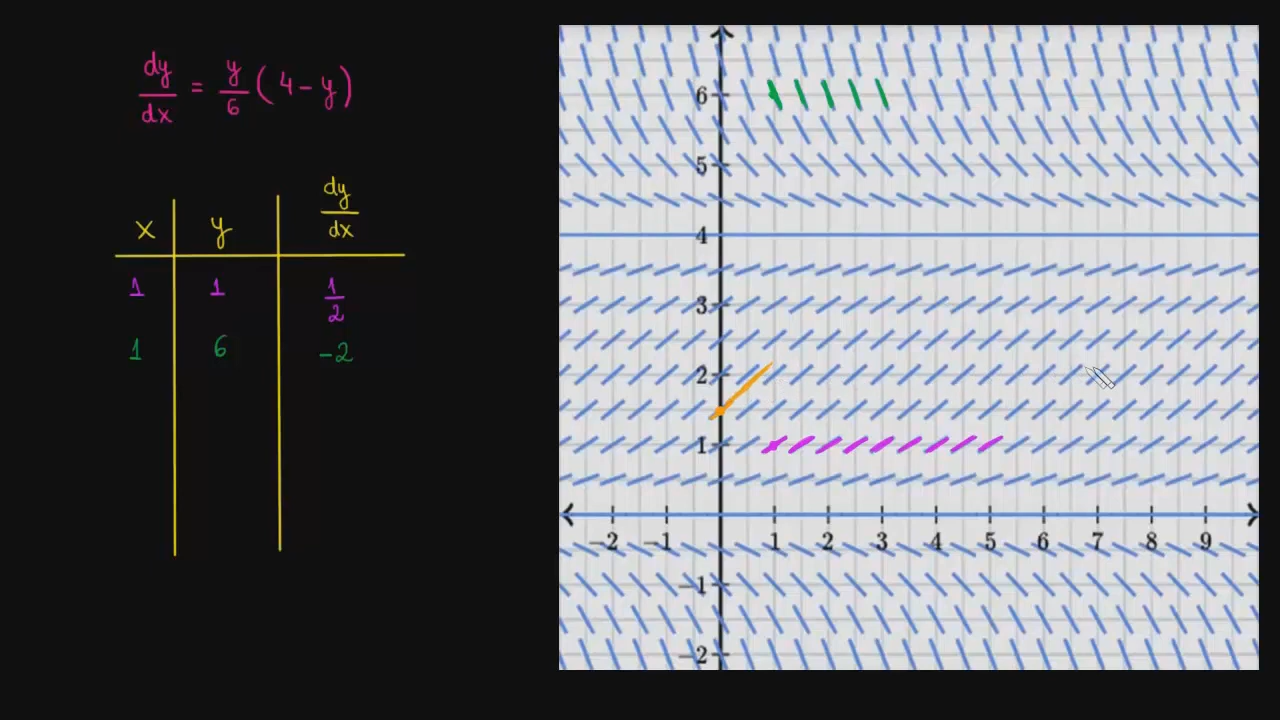 dy/dx = y/6 (4 - y)
x y dy/dx
1 1 1/2
1 6 -2
6
5
4
3
2
1
-2 -1 1 2 3 4 5 6 7 8 9
-1
-2